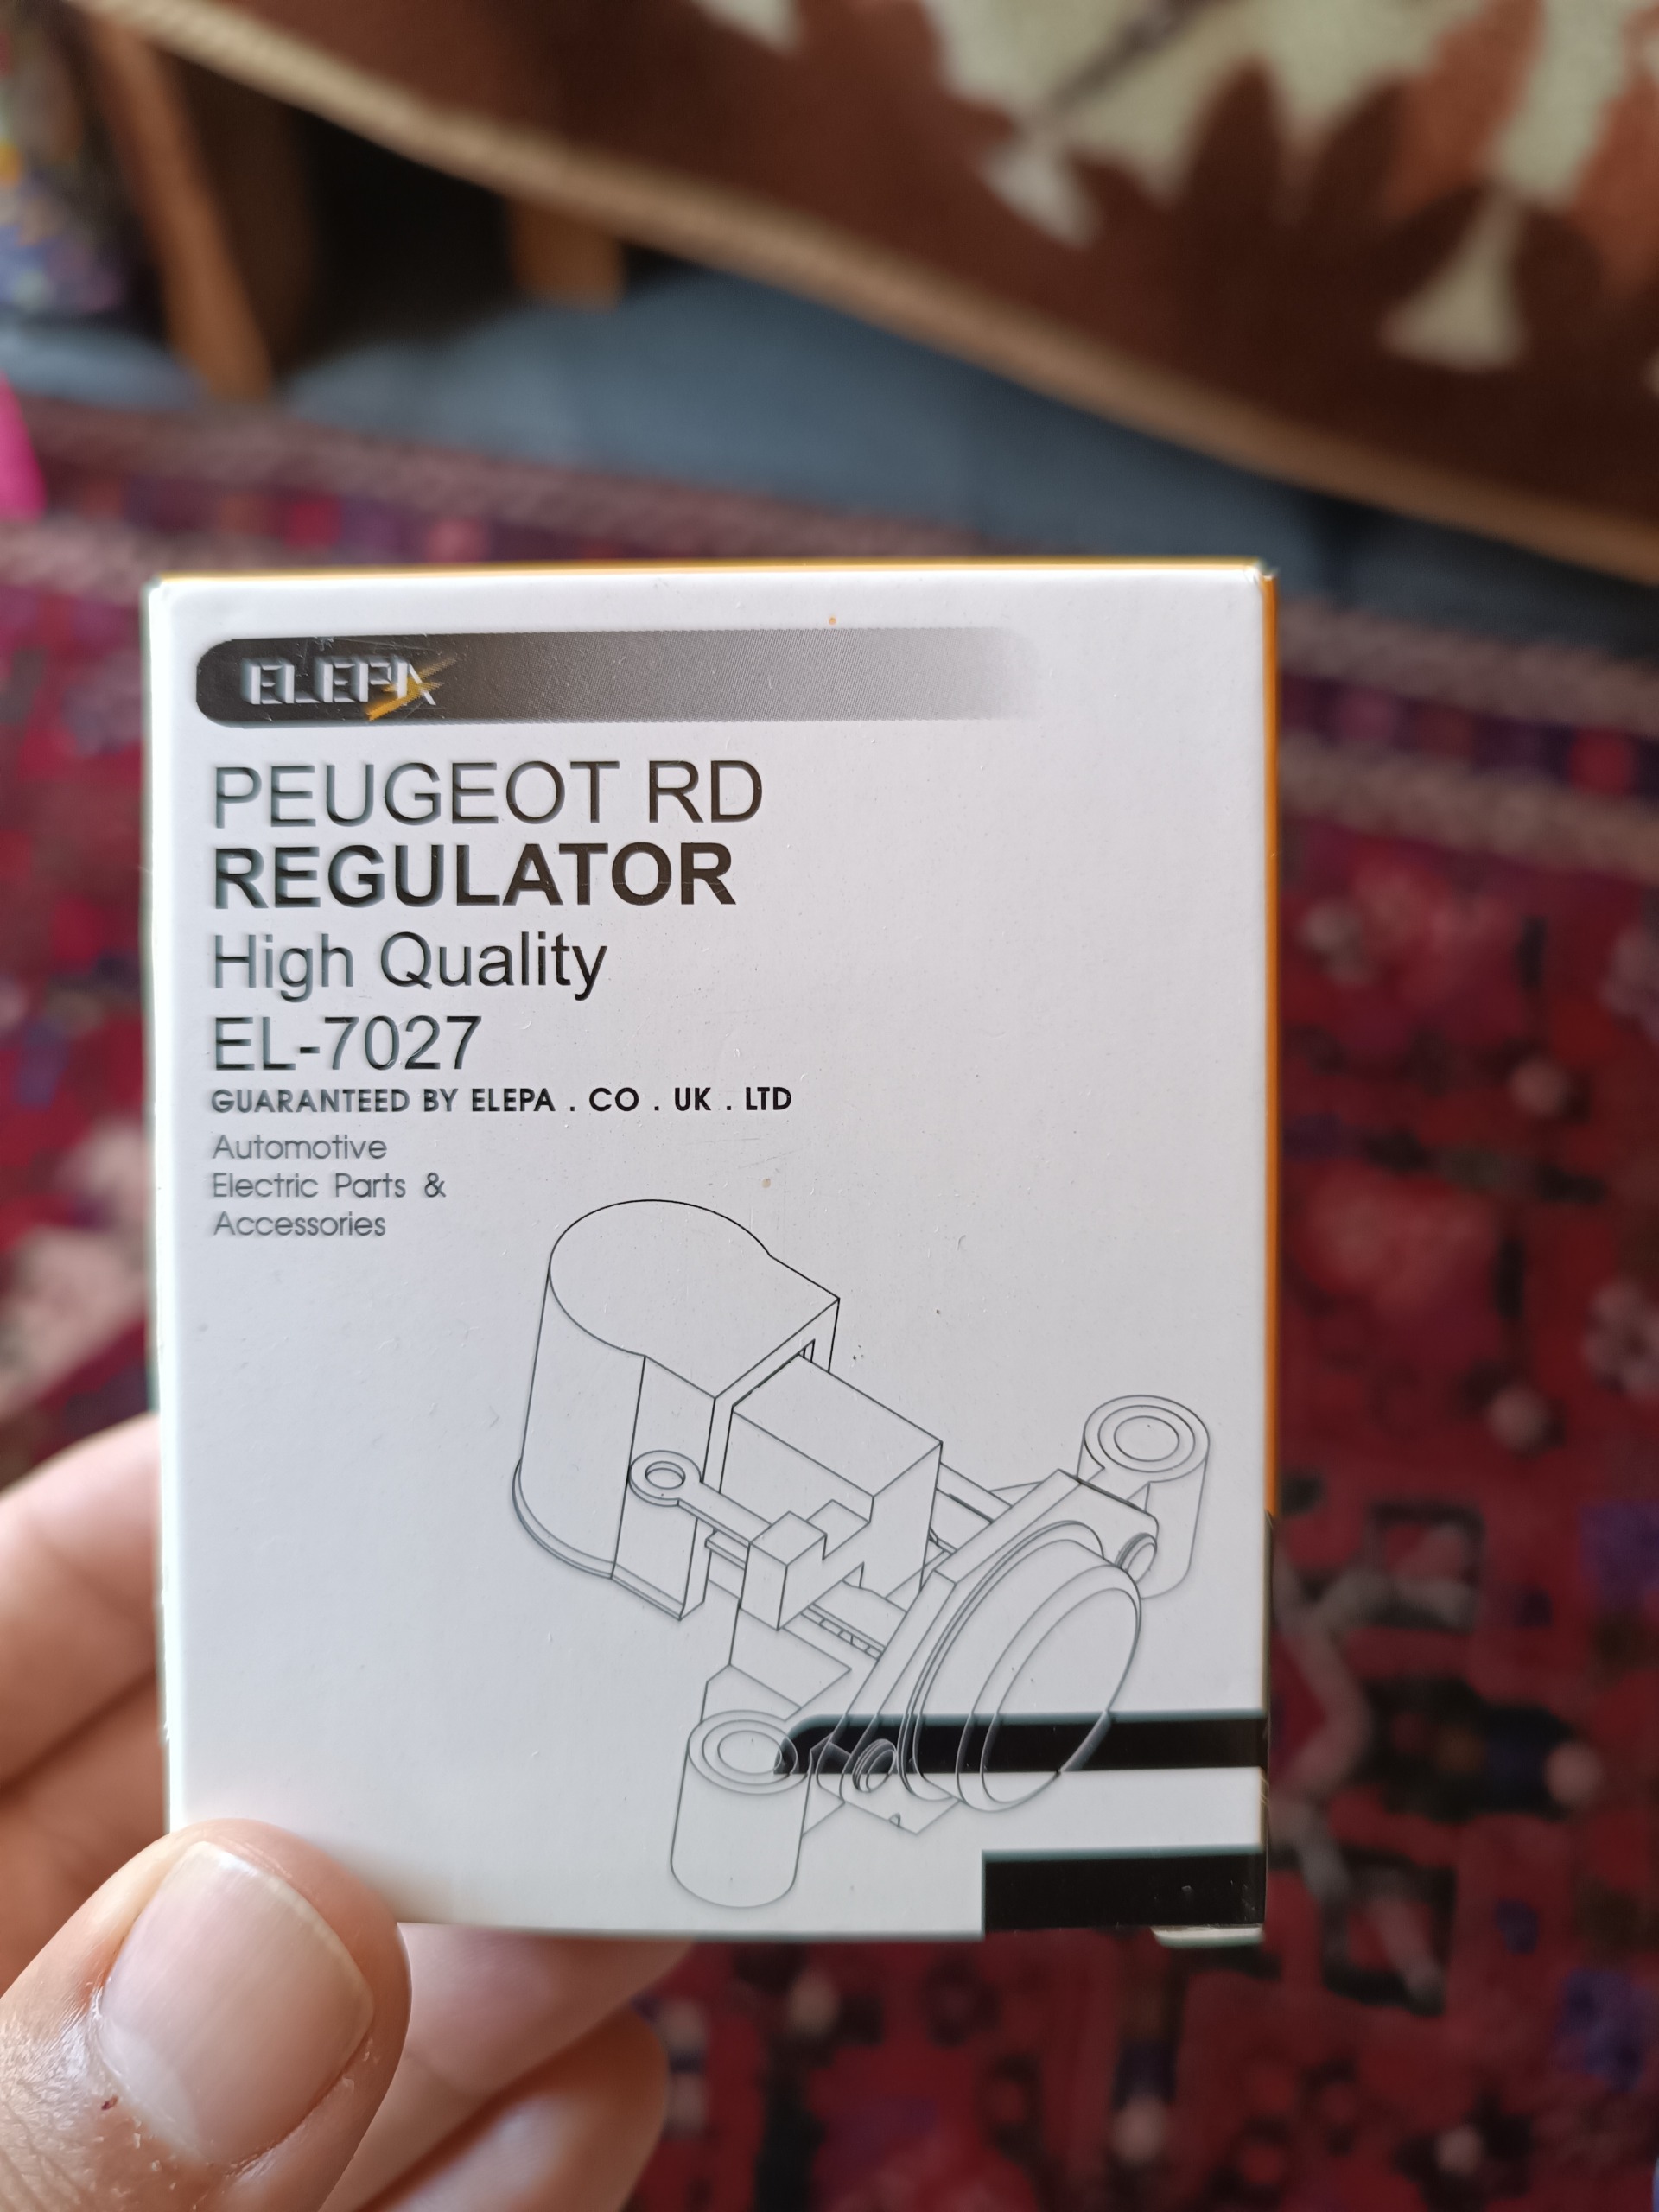 ELEPA
PEUGEOT RD
REGULATOR
High Quality
EL-7027
GUARANTEED BY ELEPA . CO . UK . LTD
Automotive
Electric Parts &
Accessories